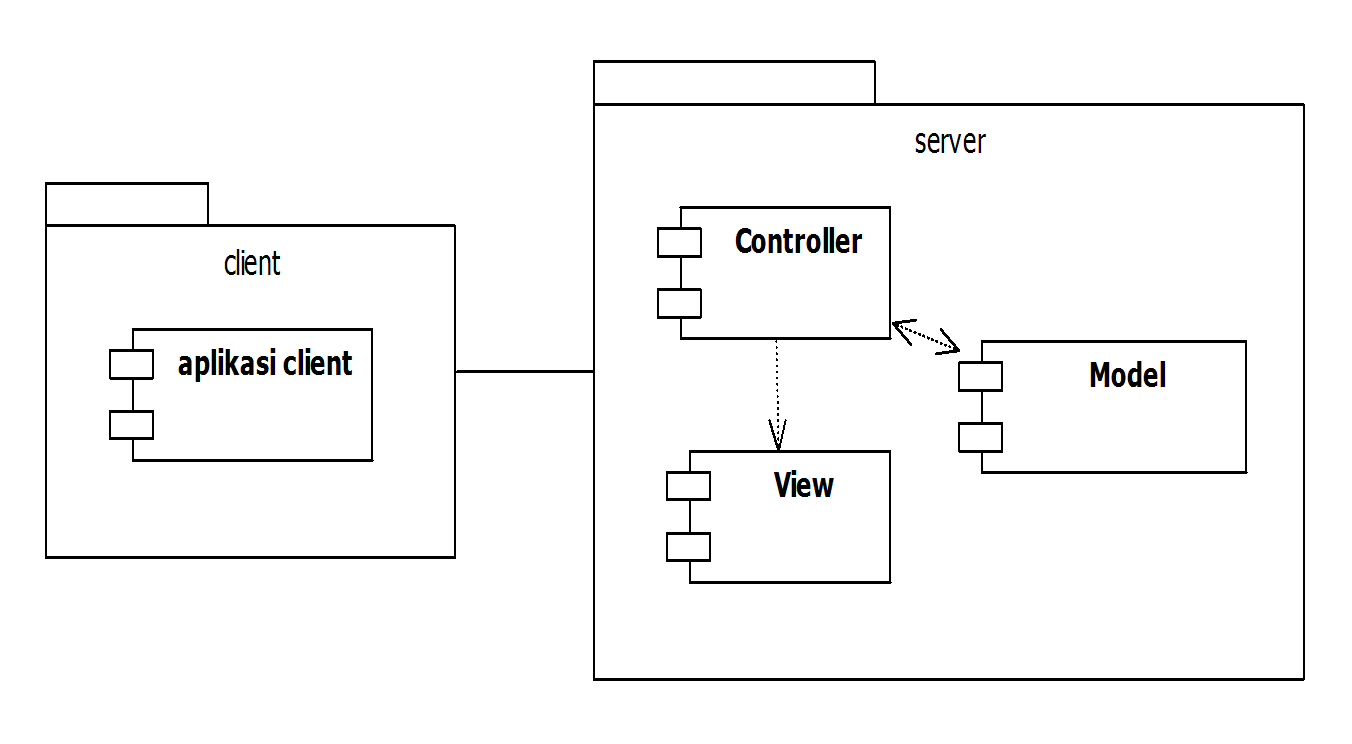 client
aplikasi client
server
Controller
Model
View